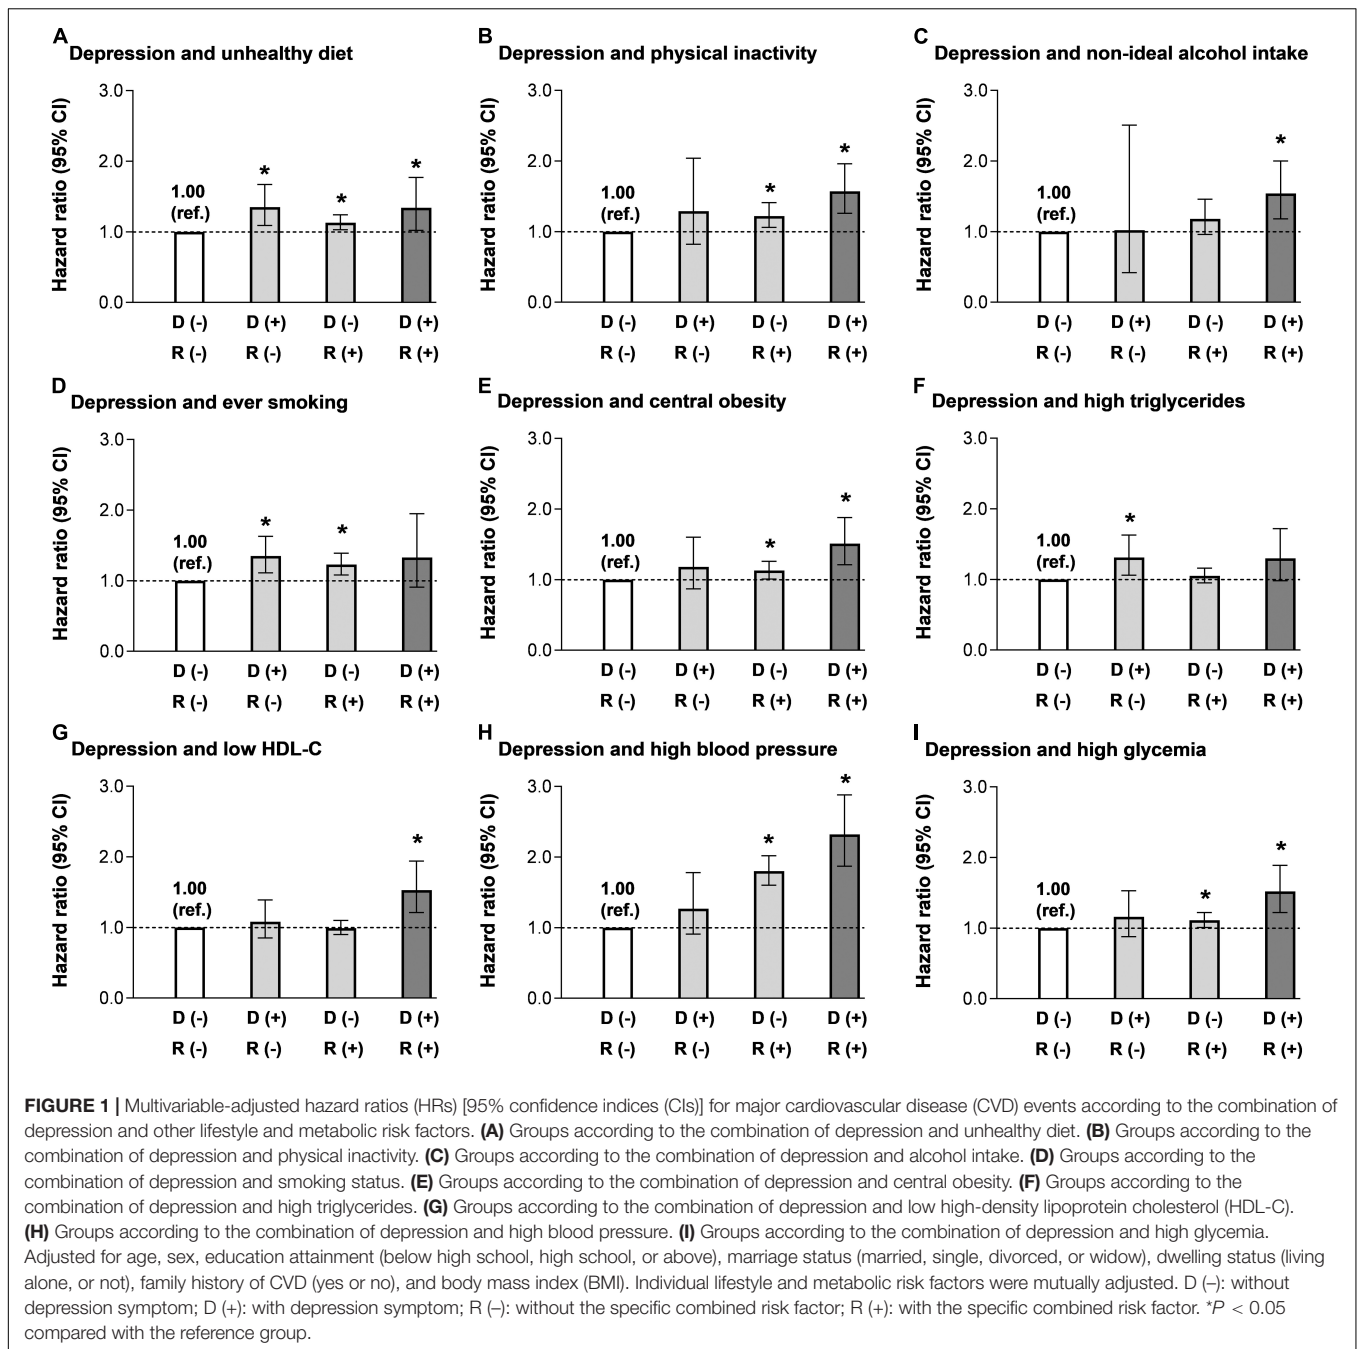 A Depression and unhealthy diet
Hazard ratio (95% CI)
3.0
2.0
1.0
0.0
1.00
(ref.)
*
*
*
D (-) D (+) D (-) D (+)
R (-) R (-) R (+) R (+)
B Depression and physical inactivity
Hazard ratio (95% CI)
3.0
2.0
1.0
0.0
1.00
(ref.)
*
*
D (-) D (+) D (-) D (+)
R (-) R (-) R (+) R (+)
C Depression and non-ideal alcohol intake
Hazard ratio (95% CI)
3.0
2.0
1.0
0.0
1.00
(ref.)
*
D (-) D (+) D (-) D (+)
R (-) R (-) R (+) R (+)
D Depression and ever smoking
Hazard ratio (95% CI)
3.0
2.0
1.0
0.0
1.00
(ref.)
*
*
D (-) D (+) D (-) D (+)
R (-) R (-) R (+) R (+)
E Depression and central obesity
Hazard ratio (95% CI)
3.0
2.0
1.0
0.0
1.00
(ref.)
*
*
D (-) D (+) D (-) D (+)
R (-) R (-) R (+) R (+)
F Depression and high triglycerides
Hazard ratio (95% CI)
3.0
2.0
1.0
0.0
1.00
(ref.)
*
D (-) D (+) D (-) D (+)
R (-) R (-) R (+) R (+)
G Depression and low HDL-C
Hazard ratio (95% CI)
3.0
2.0
1.0
0.0
1.00
(ref.)
*
D (-) D (+) D (-) D (+)
R (-) R (-) R (+) R (+)
H Depression and high blood pressure
Hazard ratio (95% CI)
3.0
2.0
1.0
0.0
1.00
(ref.)
*
*
D (-) D (+) D (-) D (+)
R (-) R (-) R (+) R (+)
I Depression and high glycemia
Hazard ratio (95% CI)
3.0
2.0
1.0
0.0
1.00
(ref.)
*
*
D (-) D (+) D (-) D (+)
R (-) R (-) R (+) R (+)
FIGURE 1 | Multivariable-adjusted hazard ratios (HRs) [95% confidence indices (CIs)] for major cardiovascular disease (CVD) events according to the combination of
depression and other lifestyle and metabolic risk factors. (A) Groups according to the combination of depression and unhealthy diet. (B) Groups according to the
combination of depression and physical inactivity. (C) Groups according to the combination of depression and alcohol intake. (D) Groups according to the
combination of depression and smoking status. (E) Groups according to the combination of depression and central obesity. (F) Groups according to the
combination of depression and high triglycerides. (G) Groups according to the combination of depression and low high-density lipoprotein cholesterol (HDL-C).
(H) Groups according to the combination of depression and high blood pressure. (I) Groups according to the combination of depression and high glycemia.
Adjusted for age, sex, education attainment (below high school, high school, or above), marriage status (married, single, divorced, or widow), dwelling status (living
alone, or not), family history of CVD (yes or no), and body mass index (BMI). Individual lifestyle and metabolic risk factors were mutually adjusted. D (–): without
depression symptom; D (+): with depression symptom; R (–): without the specific combined risk factor; R (+): with the specific combined risk factor. *P < 0.05
compared with the reference group.